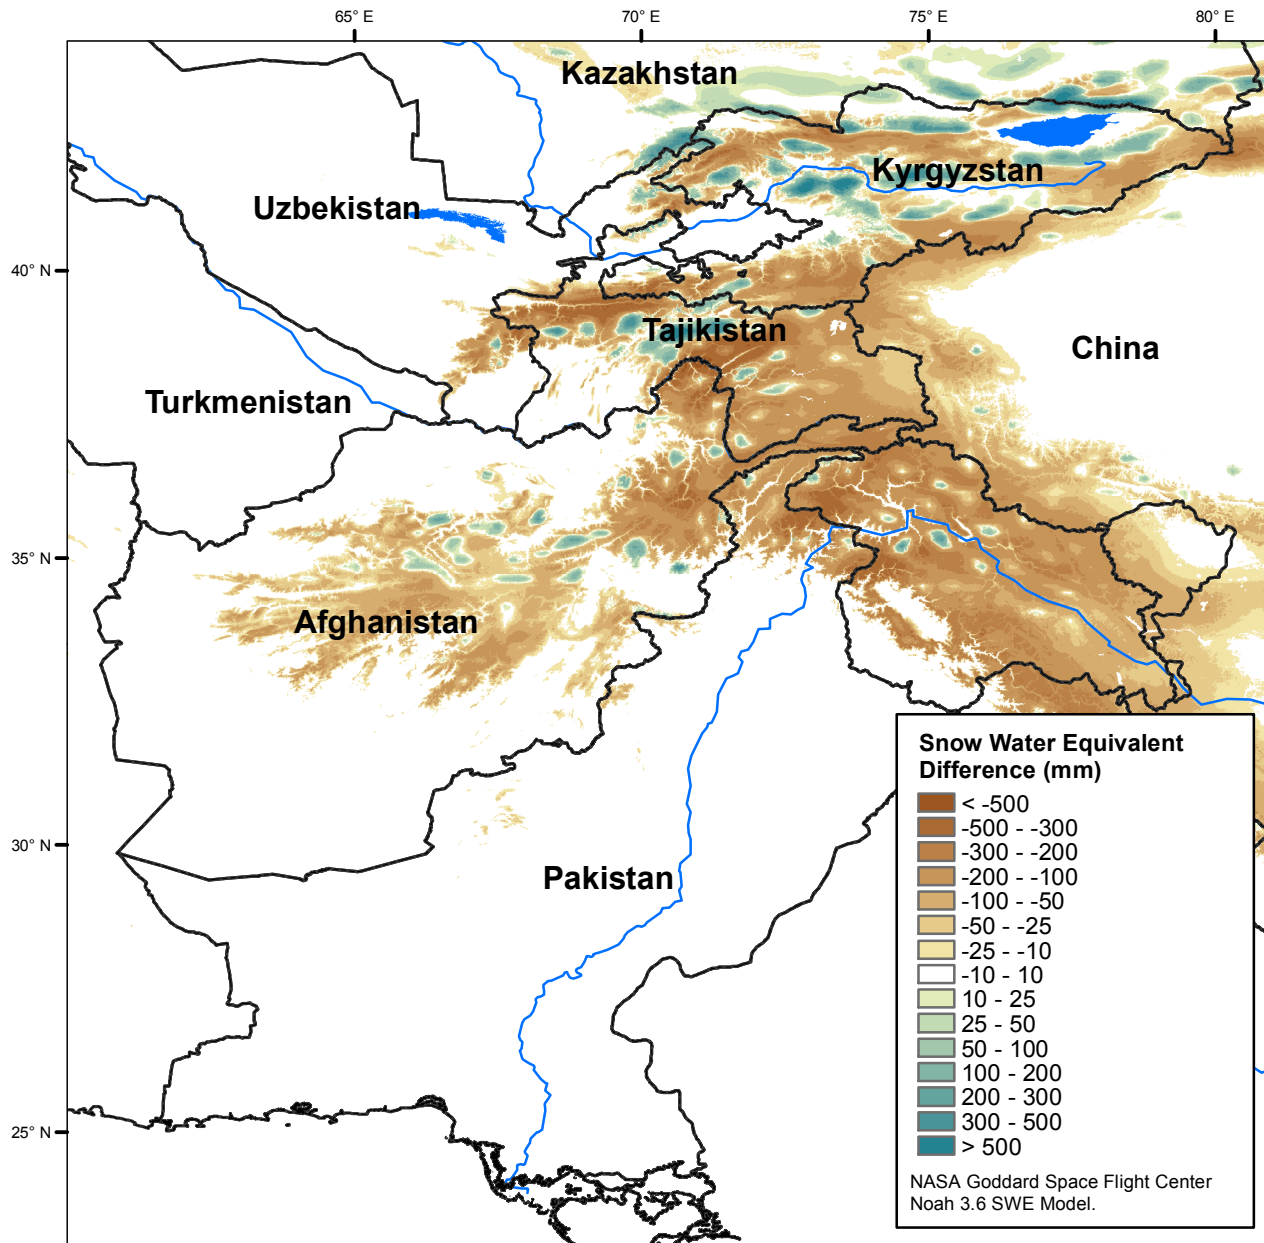 65° E
70° E
75° E
80° E
Kazakhstan
Kyrgyzstan
Uzbekistan
40° N
Tajikistan
China
Turkmenistan
35° N
Afghanistan
30° N
Pakistan
25° N
Snow Water Equivalent
Difference (mm)
< -500
-500 - -300
-300 - -200
-200 - -100
-100 - -50
-50 - -25
-25 - -10
-10 - 10
10 - 25
25 - 50
50 - 100
100 - 200
200 - 300
300 - 500
> 500
NASA Goddard Space Flight Center
Noah 3.6 SWE Model.